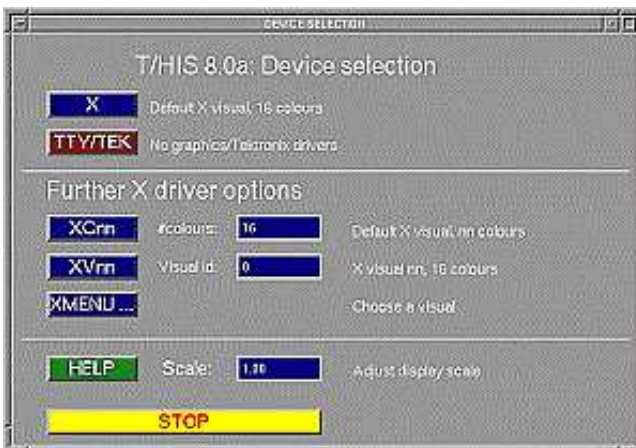 DEVICE SELECTION
T/HIS 8.0a: Device selection
X Default X visual, 16 colours
TTY/TEK No graphics/Tektronix drivers
Further X driver options
XCnn #colours: 16 Default X visual, nn colours
XVnn Visual id: 0 X visual nn, 16 colours
XMENU ... Choose a visual
HELP Scale: 1.00 Adjust display scale
STOP